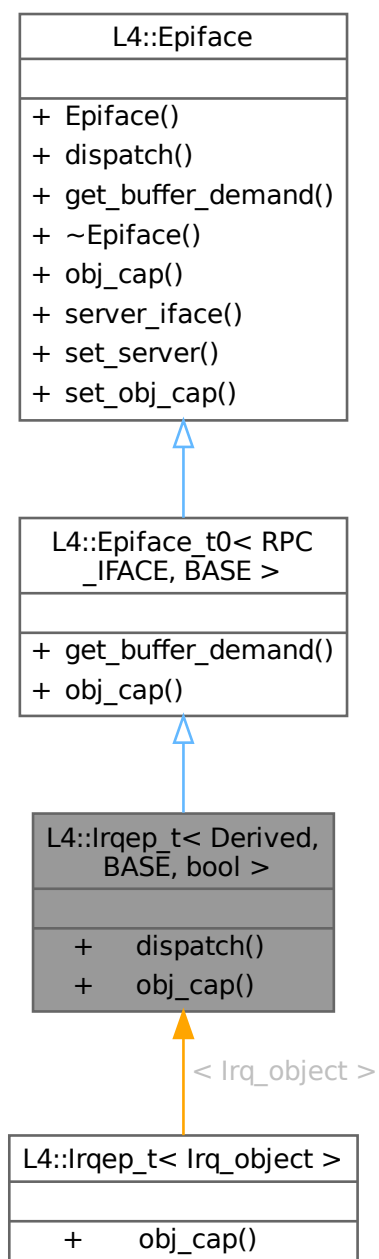 L4::Epiface
+ Epiface()
+ dispatch()
+ get_buffer_demand()
+ ~Epiface()
+ obj_cap()
+ server_iface()
+ set_server()
+ set_obj_cap()
L4::Epiface_t0< RPC
_IFACE, BASE >
+ get_buffer_demand()
+ obj_cap()
L4::Irqep_t< Derived,
BASE, bool >
+ dispatch()
+ obj_cap()
< Irq_object >
L4::Irqep_t< Irq_object >
+ obj_cap()